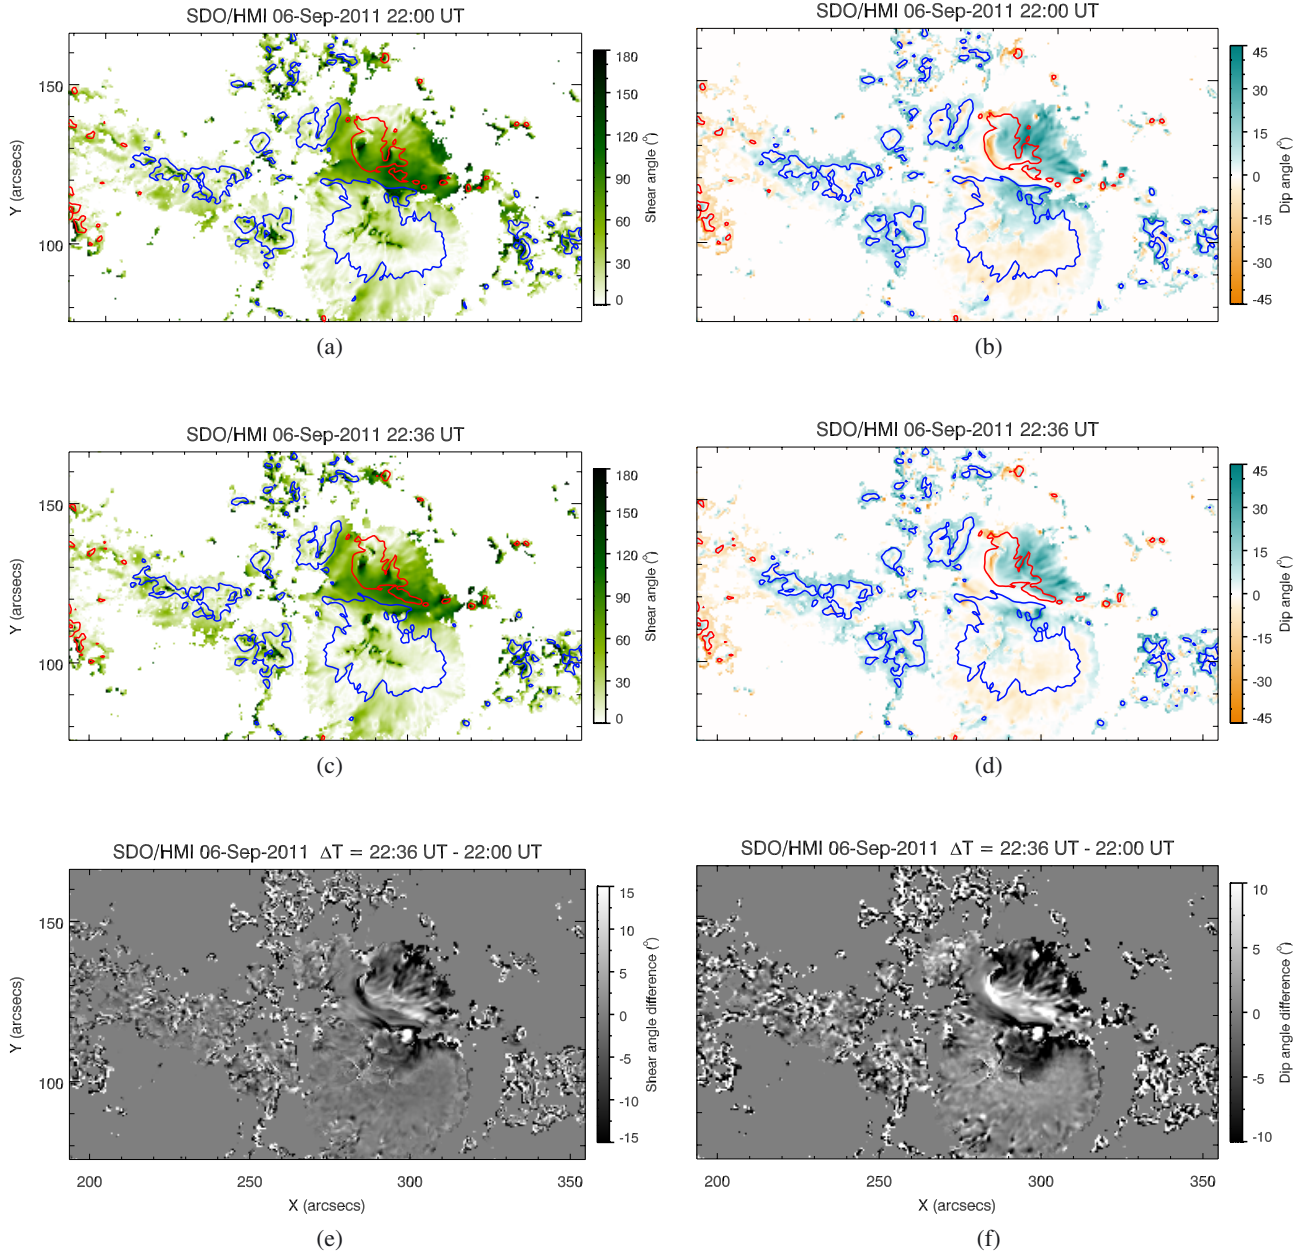 SDO/HMI 06-Sep-2011 22:00 UT
Y (arcsecs)
150
100
180
150
120
90
60
30
0
Shear angle (°)
(a)
SDO/HMI 06-Sep-2011 22:00 UT
45
30
15
0
-15
-30
-45
Dip angle (°)
(b)
SDO/HMI 06-Sep-2011 22:36 UT
Y (arcsecs)
150
100
180
150
120
90
60
30
0
Shear angle (°)
(c)
SDO/HMI 06-Sep-2011 22:36 UT
45
30
15
0
-15
-30
-45
Dip angle (°)
(d)
SDO/HMI 06-Sep-2011 ΔT = 22:36 UT - 22:00 UT
Y (arcsecs)
150
100
200
250
300
350
X (arcsecs)
15
10
5
0
-5
-10
-15
Shear angle difference (°)
(e)
SDO/HMI 06-Sep-2011 ΔT = 22:36 UT - 22:00 UT
200
250
300
350
X (arcsecs)
10
5
0
-5
-10
Dip angle difference (°)
(f)